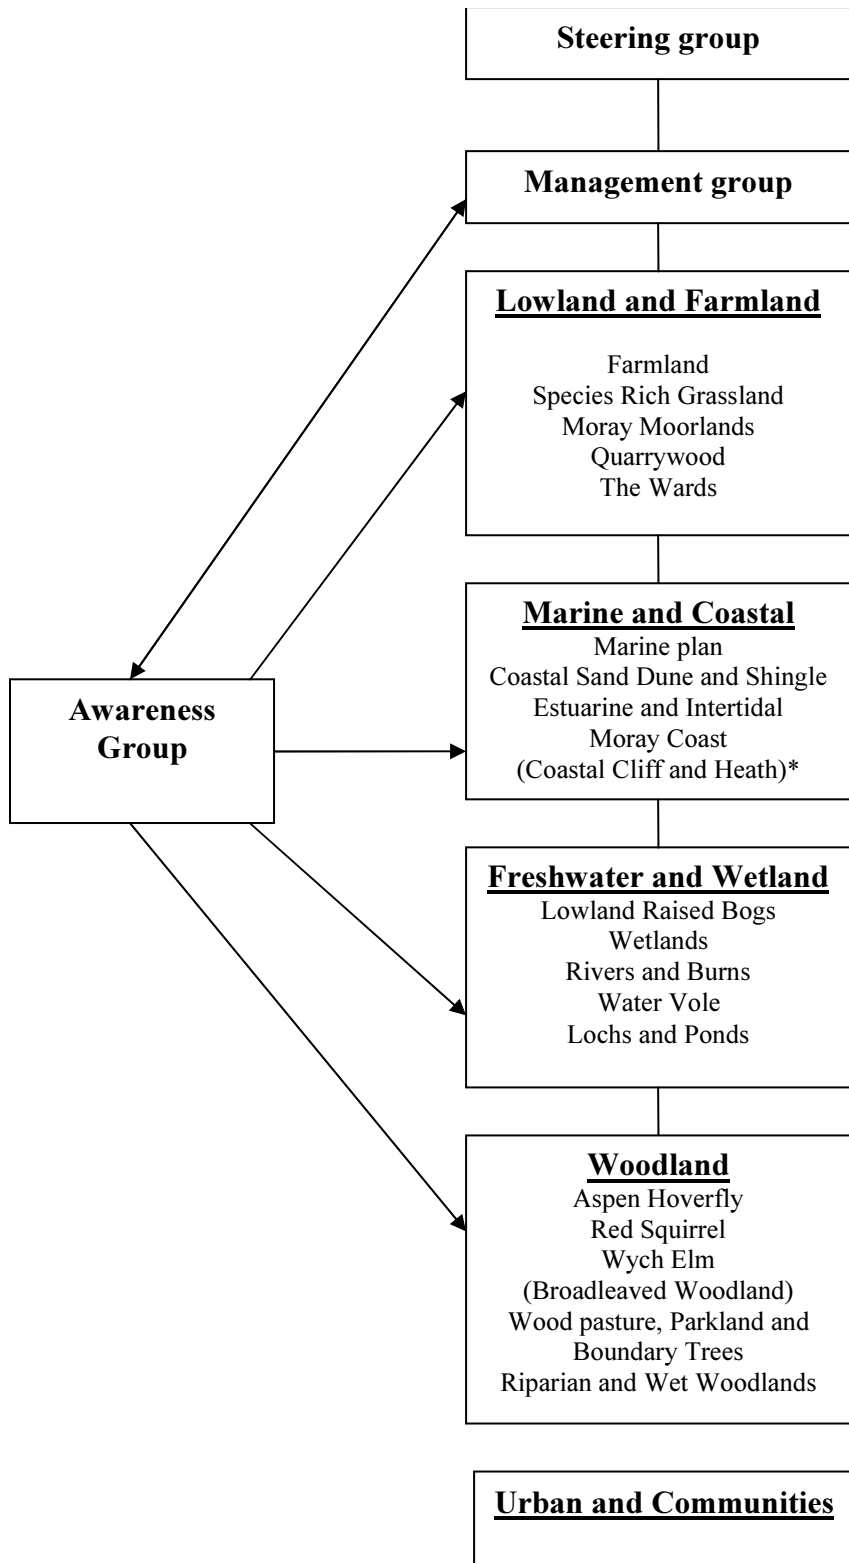 Steering group
Management group
Lowland and Farmland
Farmland
Species Rich Grassland
Moray Moorlands
Quarrywood
The Wards
Marine and Coastal
Marine plan
Coastal Sand Dune and Shingle
Estuarine and Intertidal
Moray Coast
(Coastal Cliff and Heath)*
Awareness
Group
Freshwater and Wetland
Lowland Raised Bogs
Wetlands
Rivers and Burns
Water Vole
Lochs and Ponds
Woodland
Aspen Hoverfly
Red Squirrel
Wych Elm
(Broadleaved Woodland)
Wood pasture, Parkland and
Boundary Trees
Riparian and Wet Woodlands
Urban and Communities